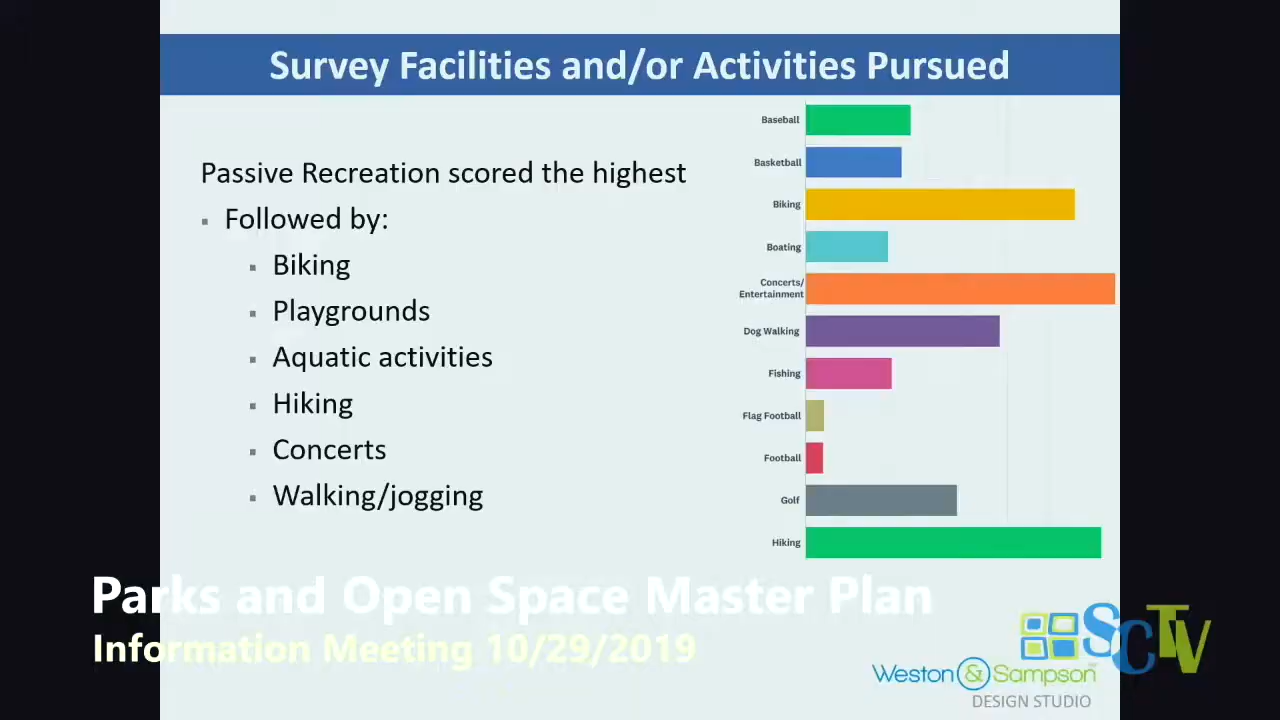 Survey Facilities and/or Activities Pursued
Passive Recreation scored the highest
Followed by:
Biking
Playgrounds
Aquatic activities
Hiking
Concerts
Walking/jogging
Baseball
Basketball
Biking
Boating
Concerts/
Entertainment
Dog Walking
Fishing
Flag Football
Football
Golf
Hiking
Parks and Open Space Master Plan
Information Meeting 10/29/2019
SCTV
Weston & Sampson
DESIGN STUDIO